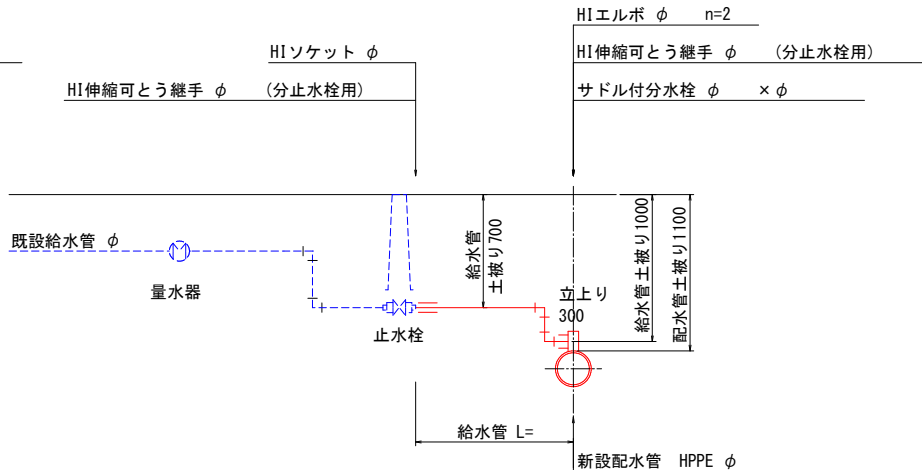 HIエルボ φ n=2
HIソケット φ
HI伸縮可とう継手 φ (分止水栓用)
HI伸縮可とう継手 φ (分止水栓用)
サドル付分水栓 φ ×φ
既設給水管 φ
量水器
止水栓
給水管
土被り700
立上り
300
給水管土被り1000
配水管土被り1100
給水管 L=
新設配水管 HPPE φ